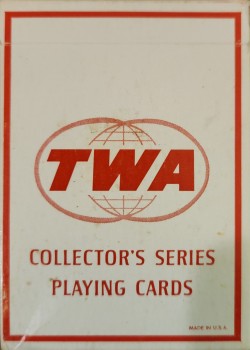 TWA
COLLECTOR'S SERIES
PLAYING CARDS
MADE IN U.S.A.